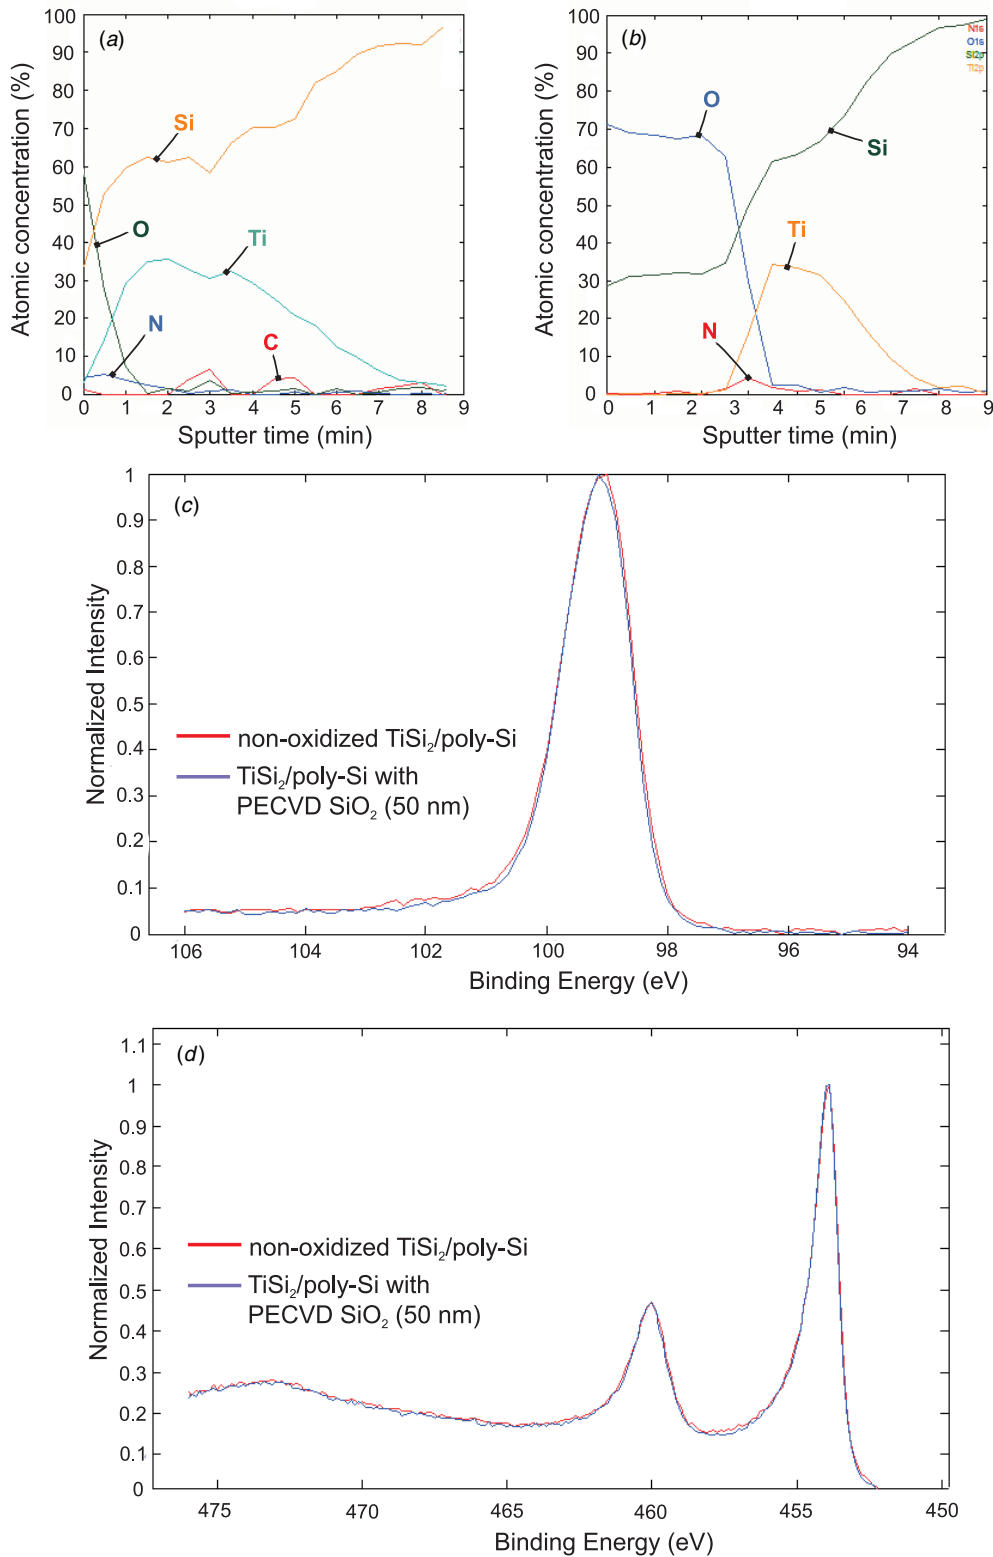 (a)
Atomic concentration (%)
100
90
80
70
60
50
40
30
20
10
0
Si
O
Ti
N
C
0 1 2 3 4 5 6 7 8 9
Sputter time (min)
(b)
N1s
O1s
Si2p
Ti2p
Atomic concentration (%)
100
90
80
70
60
50
40
30
20
10
0
O
Si
Ti
N
0 1 2 3 4 5 6 7 8 9
Sputter time (min)
(c)
Normalized Intensity
1
0.9
0.8
0.7
0.6
0.5
0.4
0.3
0.2
0.1
0
non-oxidized TiSi₂/poly-Si
TiSi₂/poly-Si with
PECVD SiO₂ (50 nm)
106 104 102 100 98 96 94
Binding Energy (eV)
(d)
Normalized Intensity
1.1
1
0.9
0.8
0.7
0.6
0.5
0.4
0.3
0.2
0.1
0
non-oxidized TiSi₂/poly-Si
TiSi₂/poly-Si with
PECVD SiO₂ (50 nm)
475 470 465 460 455 450
Binding Energy (eV)